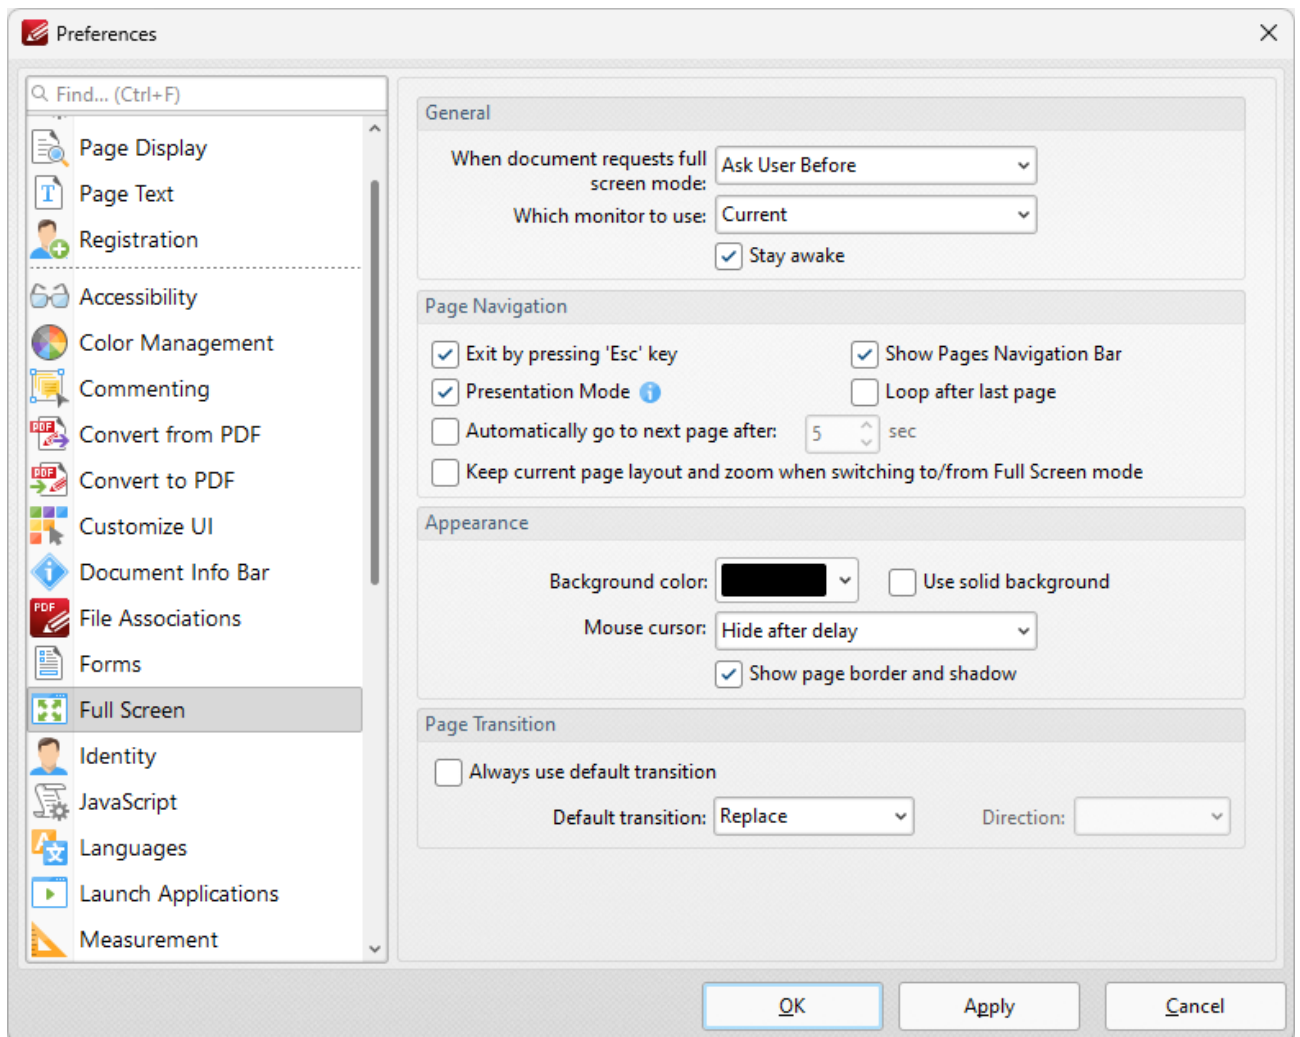 Preferences
Find... (Ctrl+F)
Page Display
Page Text
Registration
Accessibility
Color Management
Commenting
Convert from PDF
Convert to PDF
Customize UI
Document Info Bar
File Associations
Forms
Full Screen
Identity
JavaScript
Languages
Launch Applications
Measurement
General
When document requests full
screen mode: Ask User Before
Which monitor to use: Current
Stay awake
Page Navigation
Exit by pressing 'Esc' key Show Pages Navigation Bar
Presentation Mode Loop after last page
Automatically go to next page after: 5 sec
Keep current page layout and zoom when switching to/from Full Screen mode
Appearance
Background color: Use solid background
Mouse cursor: Hide after delay
Show page border and shadow
Page Transition
Always use default transition
Default transition: Replace Direction:
OK Apply Cancel